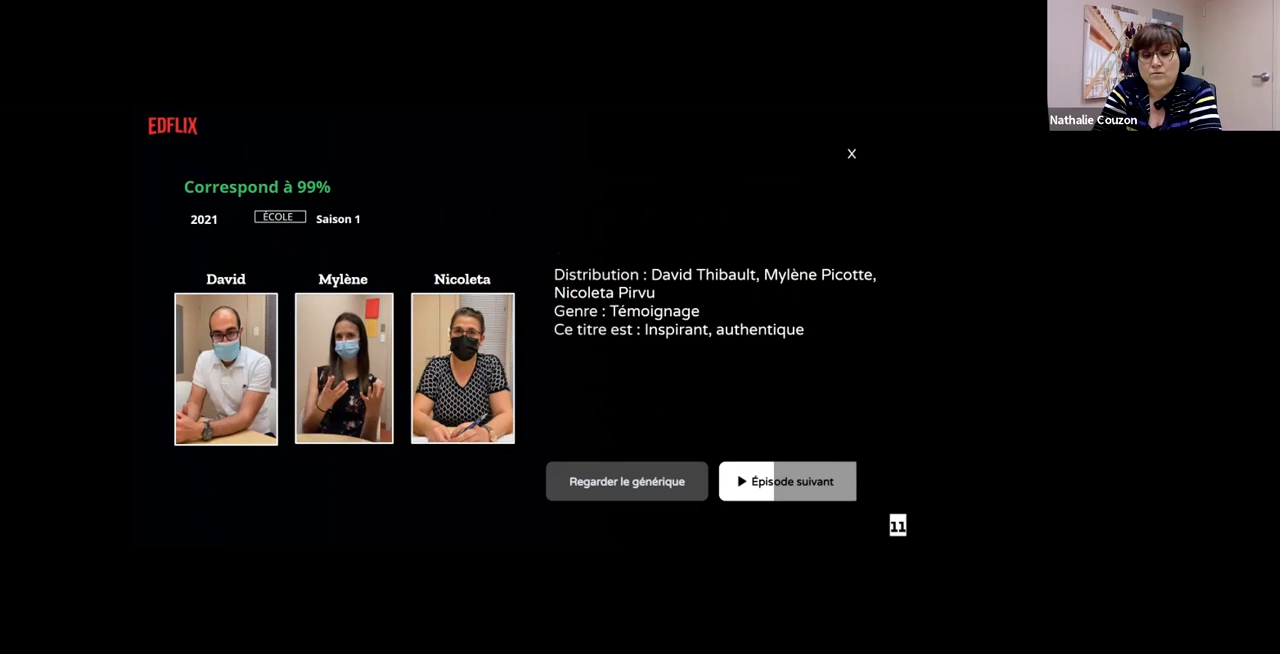 Nathalie Couzon
EDFLIX
X
Correspond à 99%
2021 ÉCOLE Saison 1
David Mylène Nicoleta
Distribution : David Thibault, Mylène Picotte,
Nicoleta Pirvu
Genre : Témoignage
Ce titre est : Inspirant, authentique
Regarder le générique
Épisode suivant
11